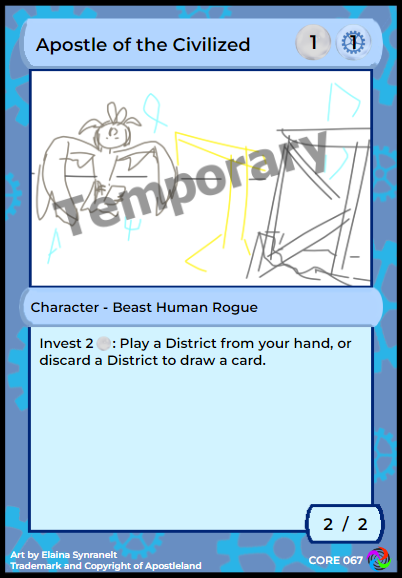 Apostle of the Civilized 1 1
Temporary
Character - Beast Human Rogue
Invest 2 : Play a District from your hand, or
discard a District to draw a card.
2 / 2
Art by Elaina Synranelt
Trademark and Copyright of Apostleland
CORE 067